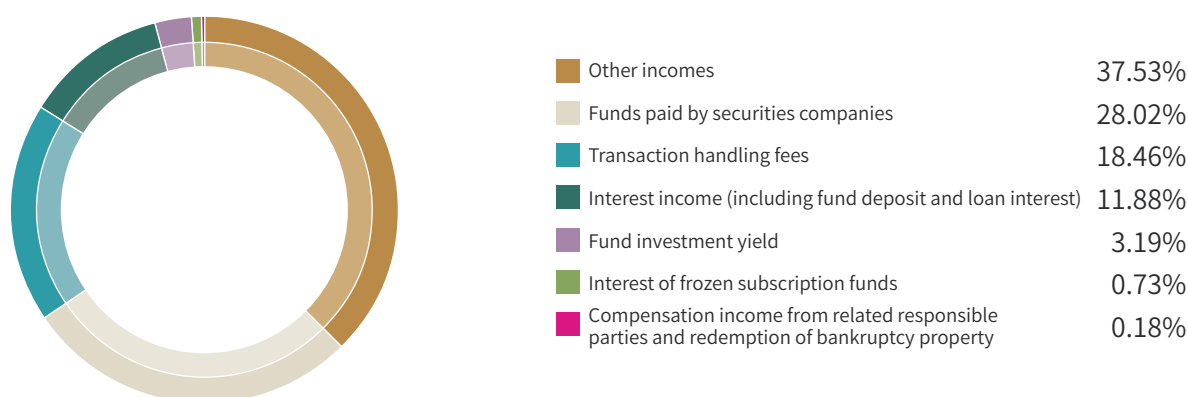 Other incomes 37.53%
Funds paid by securities companies 28.02%
Transaction handling fees 18.46%
Interest income (including fund deposit and loan interest) 11.88%
Fund investment yield 3.19%
Interest of frozen subscription funds 0.73%
Compensation income from related responsible
parties and redemption of bankruptcy property 0.18%